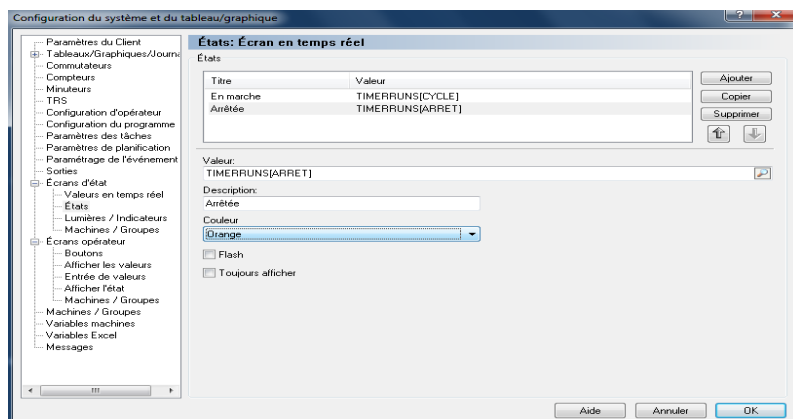 Configuration du système et du tableau/graphique
Paramètres du Client
Tableaux/Graphiques/Journa
Commutateurs
Compteurs
Minuteurs
TRS
Configuration d'opérateur
Configuration du programme
Paramètres des tâches
Paramètres de planification
Paramétrage de l'événement
Sorties
Écrans d'état
Valeurs en temps réel
États
Lumières / Indicateurs
Machines / Groupes
Écrans opérateur
Boutons
Afficher les valeurs
Entrée de valeurs
Afficher l'état
Machines / Groupes
Machines / Groupes
Variables machines
Variables Excel
Messages
États: Écran en temps réel
États
Titre Valeur
En marche TIMERRUNS[CYCLE]
Arrêtée TIMERRUNS[ARRET]
Ajouter
Copier
Supprimer
Valeur:
TIMERRUNS[ARRET]
Description:
Arrêtée
Couleur
Orange
Flash
Toujours afficher
Aide Annuler OK